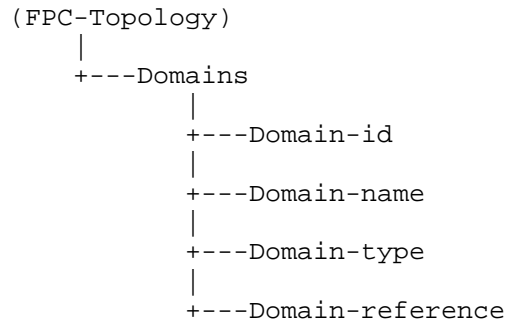 (FPC-Topology)
|
+---Domains
|
+---Domain-id
|
+---Domain-name
|
+---Domain-type
|
+---Domain-reference